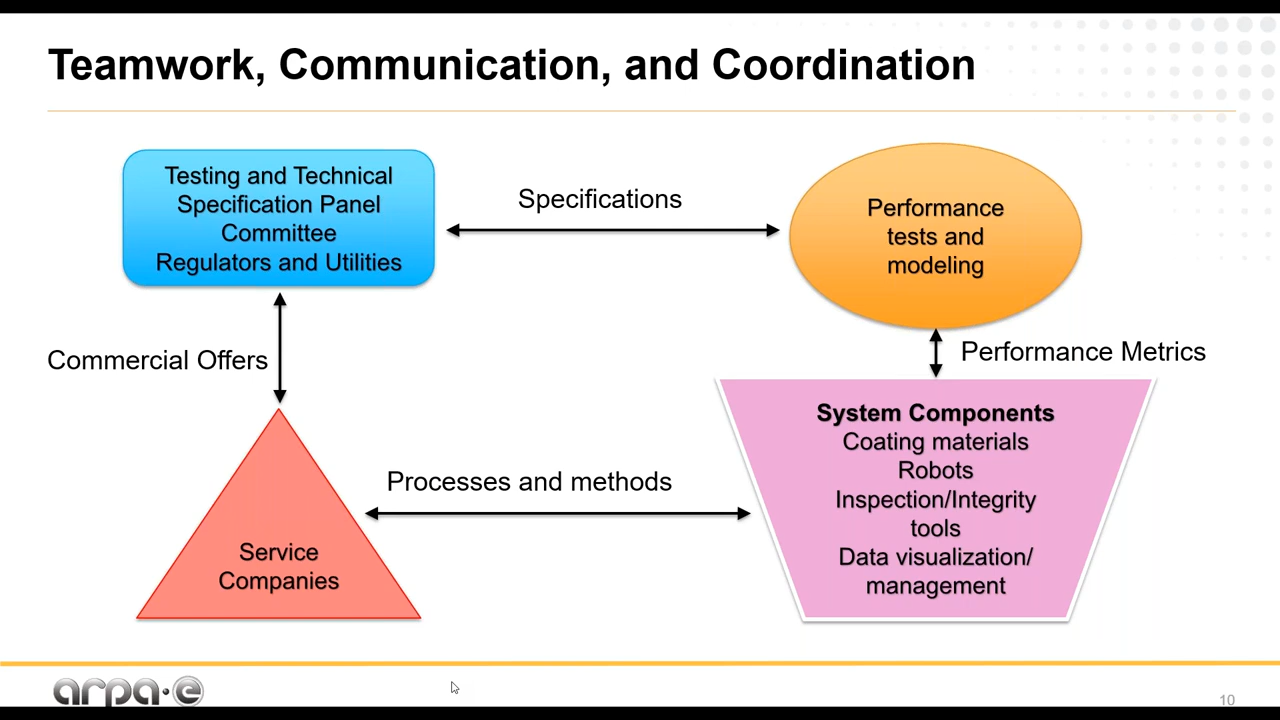 Teamwork, Communication, and Coordination
Testing and Technical
Specification Panel
Committee
Regulators and Utilities
Specifications
Performance
tests and
modeling
Commercial Offers
Performance Metrics
Service
Companies
Processes and methods
System Components
Coating materials
Robots
Inspection/Integrity
tools
Data visualization/
management
arpa·e
10